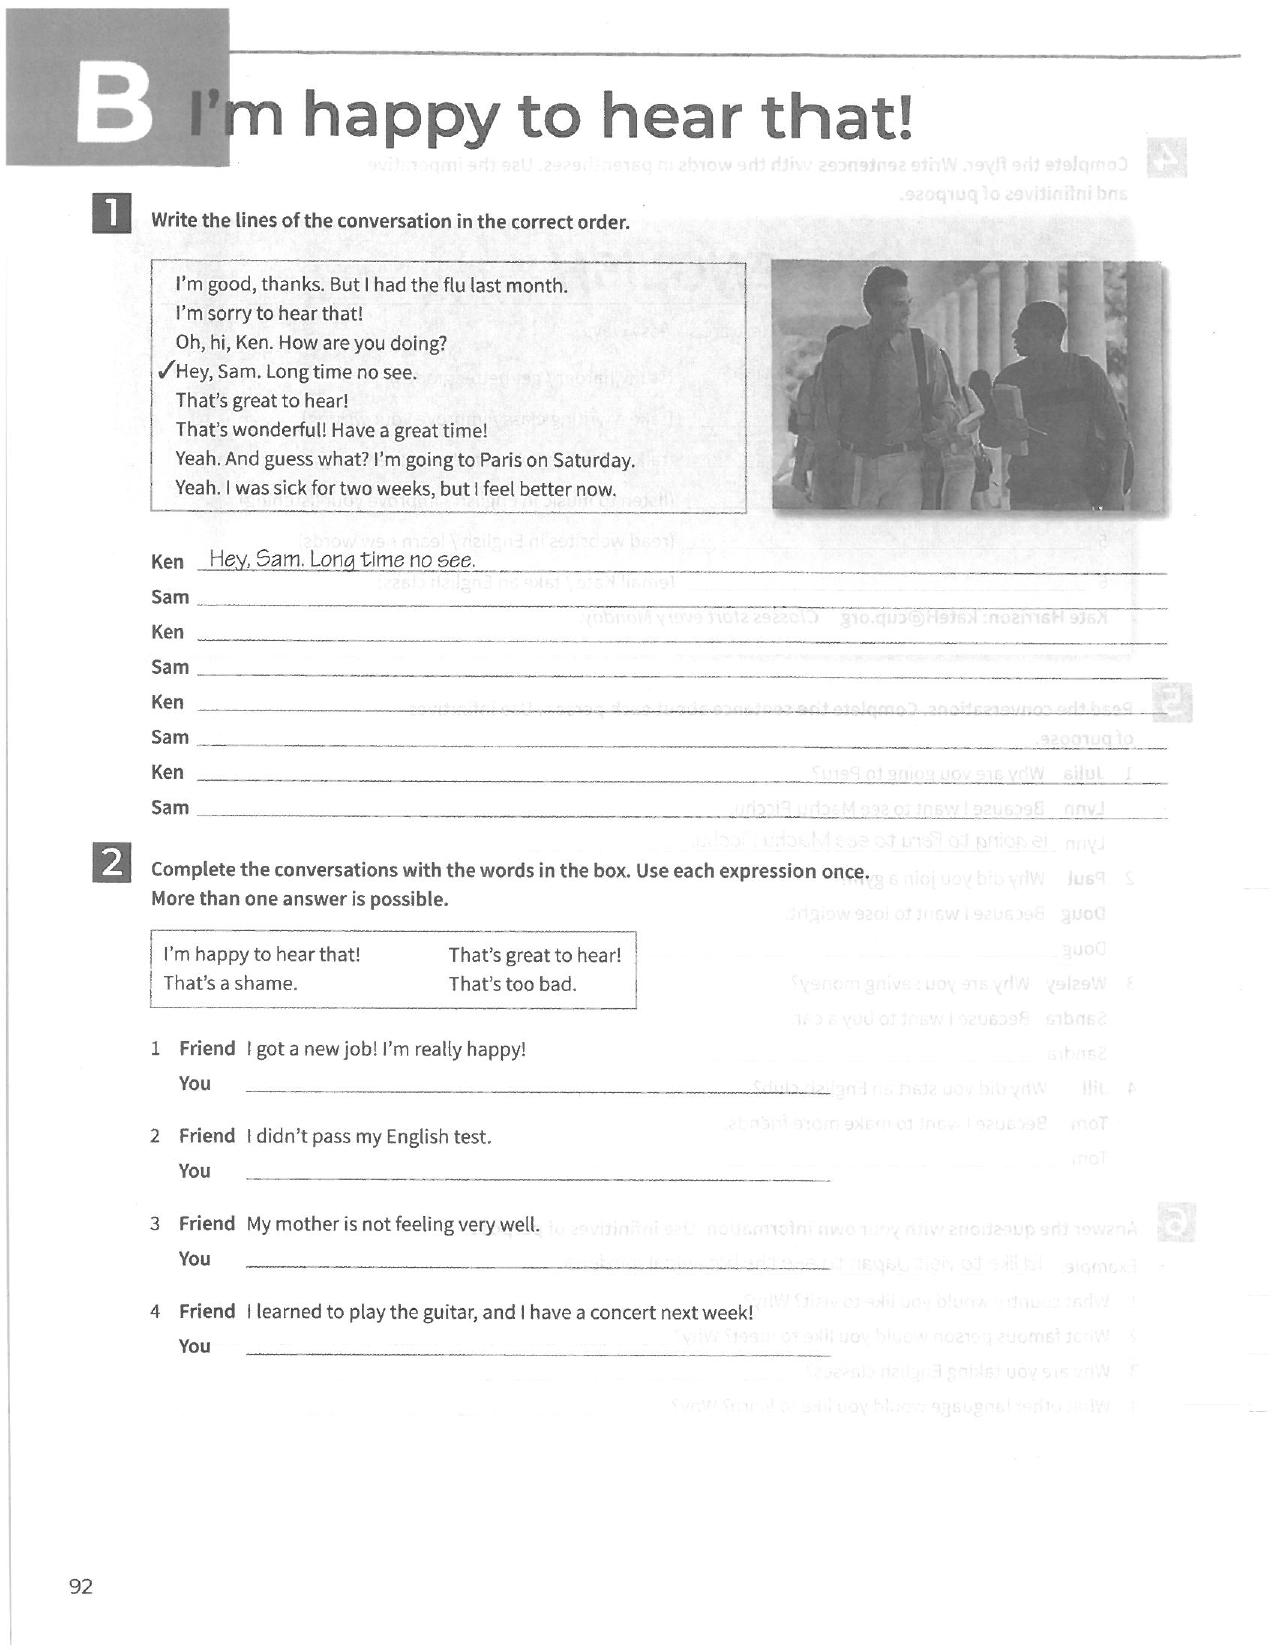 B I'm happy to hear that!
1 Write the lines of the conversation in the correct order.
I'm good, thanks. But I had the flu last month.
I'm sorry to hear that!
Oh, hi, Ken. How are you doing?
✓Hey, Sam. Long time no see.
That's great to hear!
That's wonderful! Have a great time!
Yeah. And guess what? I'm going to Paris on Saturday.
Yeah. I was sick for two weeks, but I feel better now.
Ken Hey, Sam. Long time no see.
Sam
Ken
Sam
Ken
Sam
Ken
Sam
2 Complete the conversations with the words in the box. Use each expression once.
More than one answer is possible.
I'm happy to hear that! That's great to hear!
That's a shame. That's too bad.
1 Friend I got a new job! I'm really happy!
You
2 Friend I didn't pass my English test.
You
3 Friend My mother is not feeling very well.
You
4 Friend I learned to play the guitar, and I have a concert next week!
You
92